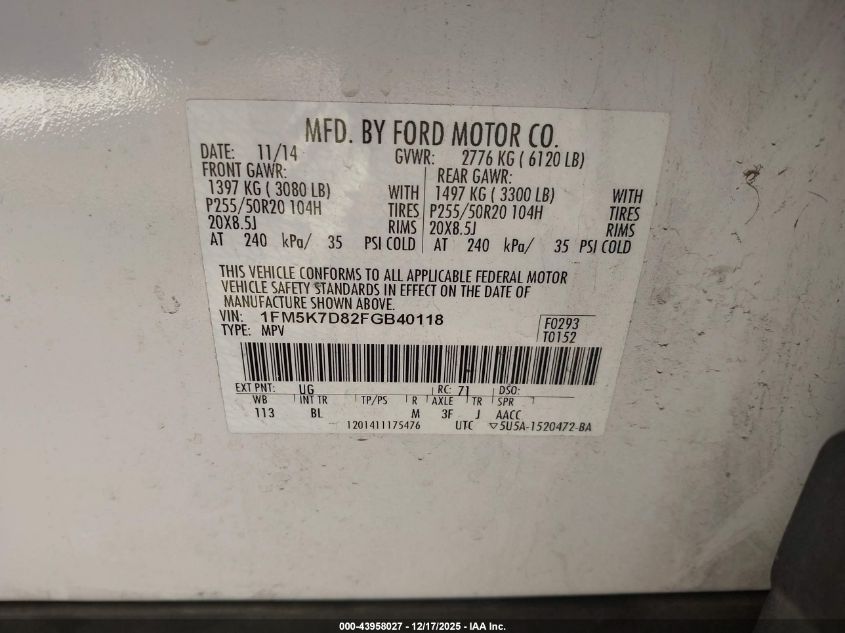 MFD. BY FORD MOTOR CO.
DATE: 11/14 GVWR: 2776 KG ( 6120 LB)
FRONT GAWR: REAR GAWR:
1397 KG ( 3080 LB) WITH 1497 KG ( 3300 LB) WITH
P255/50R20 104H TIRES P255/50R20 104H TIRES
20X8.5J RIMS 20X8.5J RIMS
AT 240 kPa/ 35 PSI COLD AT 240 kPa/ 35 PSI COLD
THIS VEHICLE CONFORMS TO ALL APPLICABLE FEDERAL MOTOR
VEHICLE SAFETY STANDARDS IN EFFECT ON THE DATE OF
MANUFACTURE SHOWN ABOVE.
VIN: 1FM5K7D82FGB40118 F0293
TYPE: MPV T0152
EXT PNT: UG RC: 71 DSO:
WB INT TR TP/PS R AXLE TR SPR
113 BL M 3F J AACC
1201411175476 UTC ▽5U5A-1520472-BA
000-43958027 - 12/17/2025 - IAA Inc.